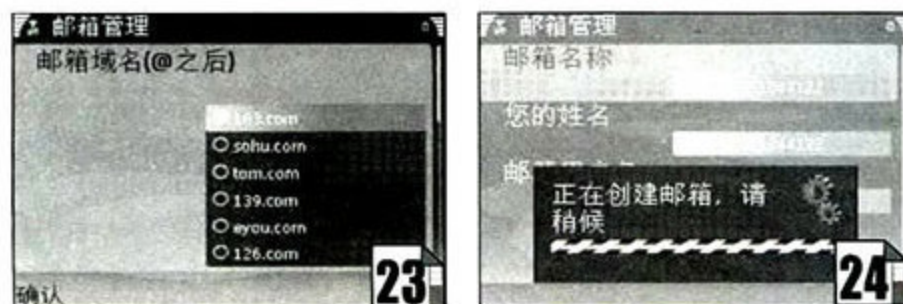 邮箱管理
邮箱域名(@之后)
163.com
sohu.com
tom.com
139.com
eyou.com
126.com
确认
23
邮箱管理
邮箱名称
您的姓名
正在创建邮箱，请
稍候
24